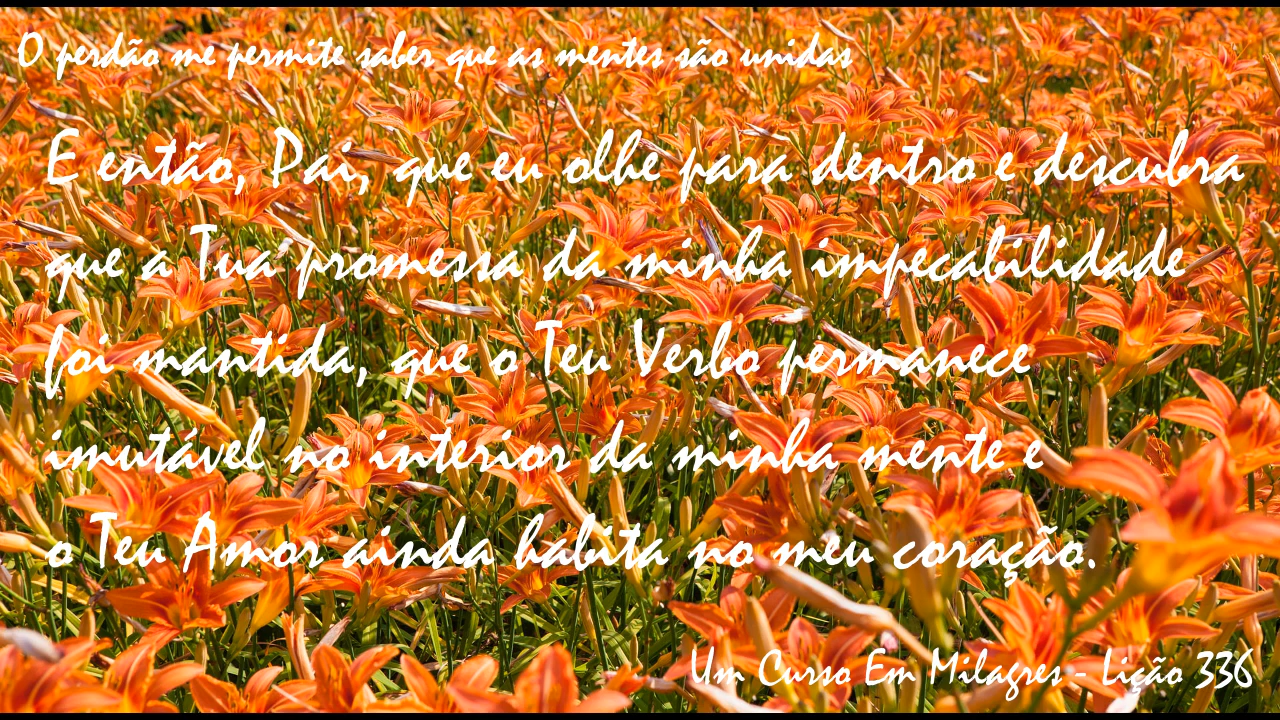 O perdão me permite saber que as mentes são unidas
E então, Pai, que eu olhe para dentro e descubra
que a Tua promessa da minha impecabilidade
foi mantida, que o Teu Verbo permanece
imutável no interior da minha mente e
o Teu Amor ainda habita no meu coração.
Um Curso Em Milagres - Lição 336